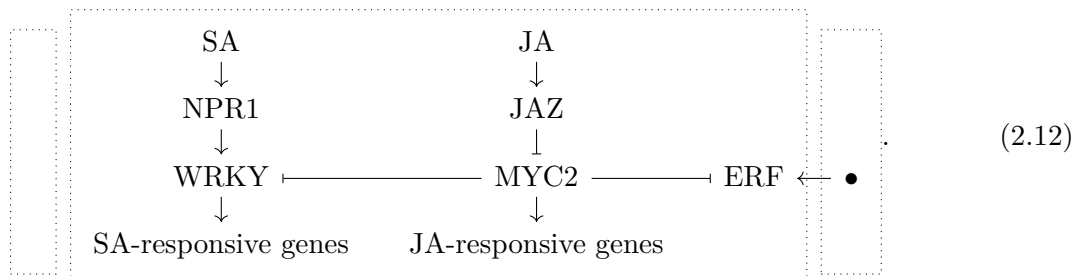 SA JA
NPR1 JAZ
. (2.12)
WRKY MYC2 ERF
SA-responsive genes JA-responsive genes